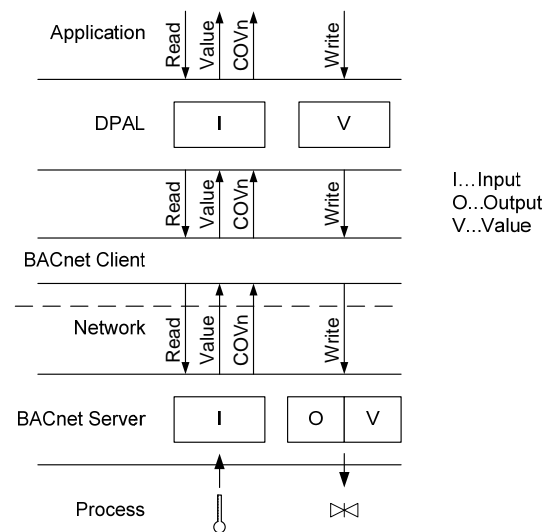 Application
Read
Value
COVn
Write
DPAL
I
V
Read
Value
COVn
Write
I...Input
O...Output
V...Value
BACnet Client
Network
Read
Value
COVn
Write
BACnet Server
I
O
V
Process